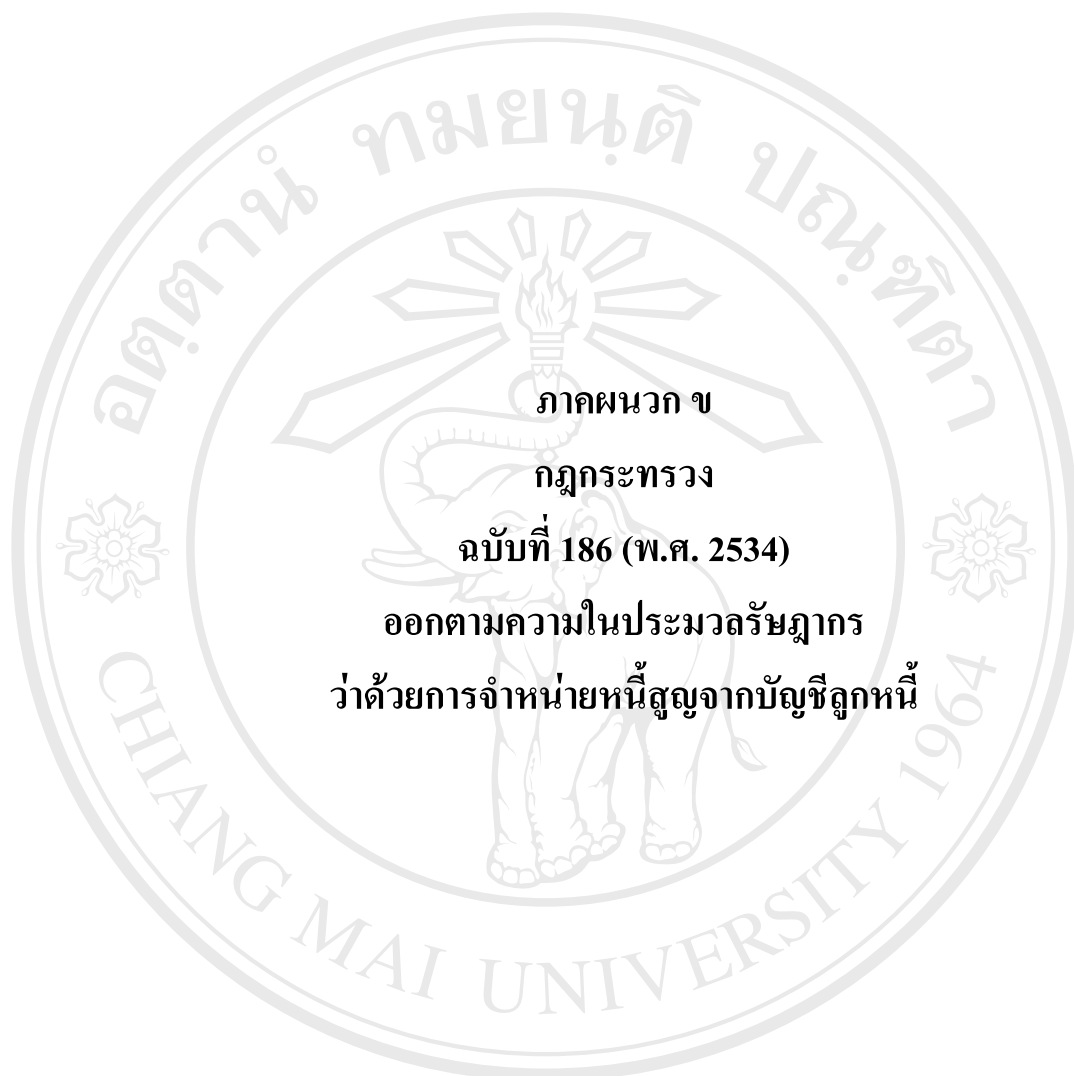 อตฺตานํ ทมยนฺติ ปณฺฑิตา
ภาคผนวก ข
กฎกระทรวง
ฉบับที่ 186 (พ.ศ. 2534)
ออกตามความในประมวลรัษฎากร
ว่าด้วยการจำหน่ายหนี้สูญจากบัญชีลูกหนี้
CHIANG MAI UNIVERSITY 1964